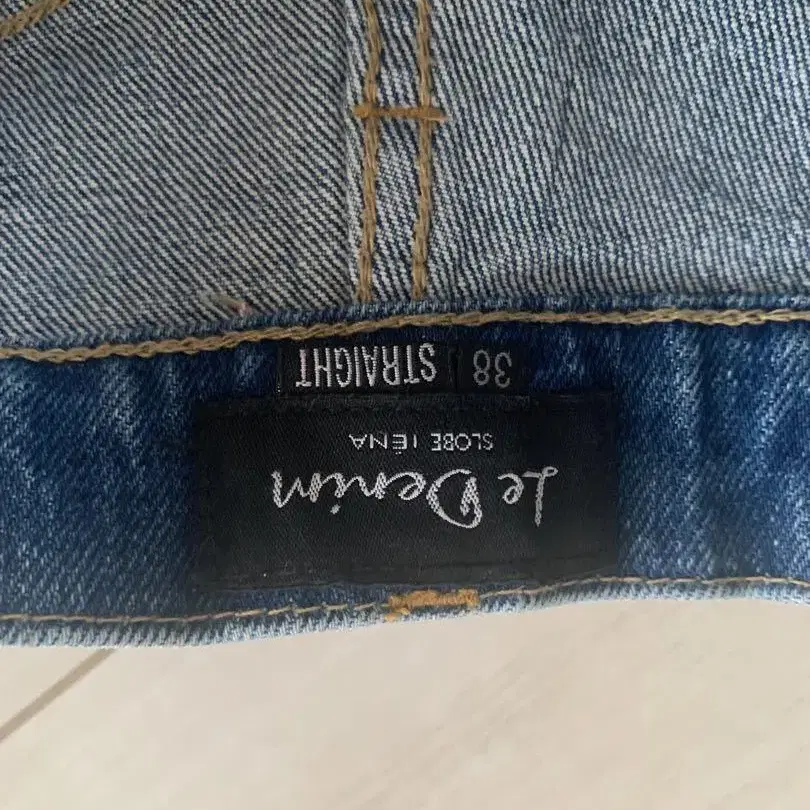 Le Denim
SLOBE IÉNA
38 STRAIGHT